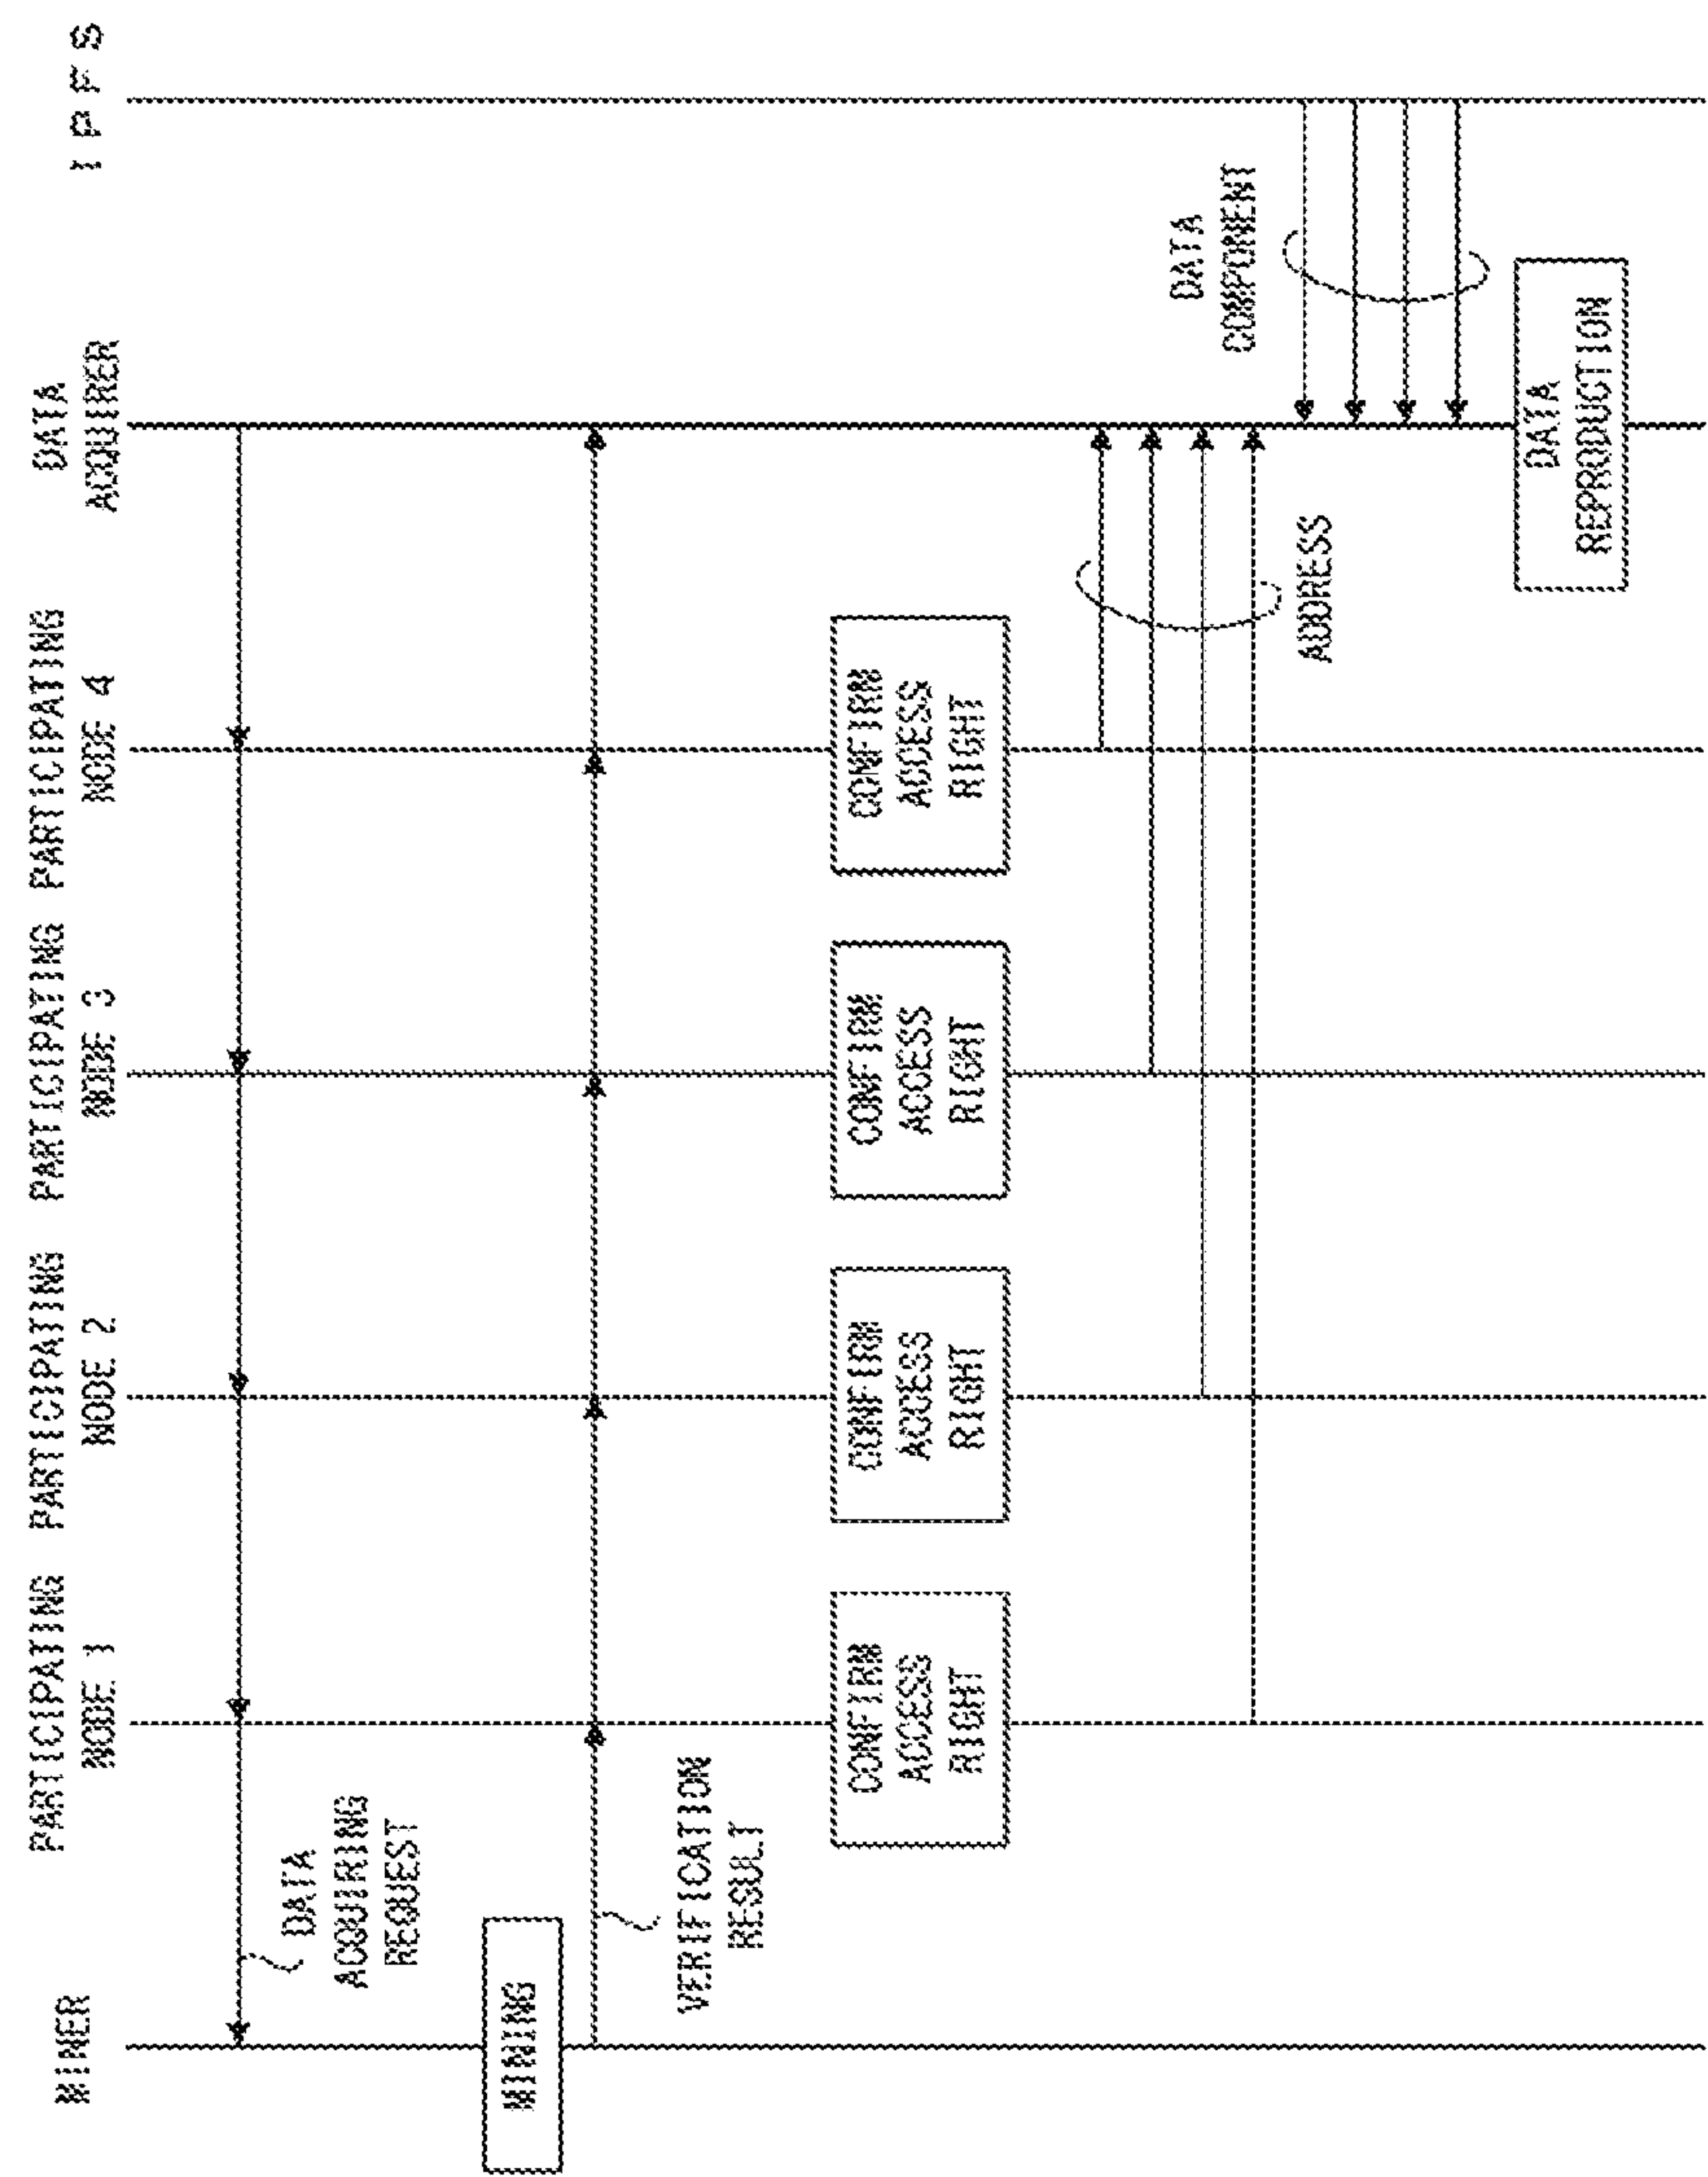 MINER
PARTICIPATING
NODE 1
PARTICIPATING
NODE 2
PARTICIPATING
NODE 3
PARTICIPATING
NODE 4
DATA
ACQUIRER
IPFS
DATA
ACQUIRING
REQUEST
MINING
VERIFICATION
RESULT
CONFIRM
ACCESS
RIGHT
CONFIRM
ACCESS
RIGHT
CONFIRM
ACCESS
RIGHT
CONFIRM
ACCESS
RIGHT
ADDRESS
DATA
COMPONENT
DATA
REPRODUCTION